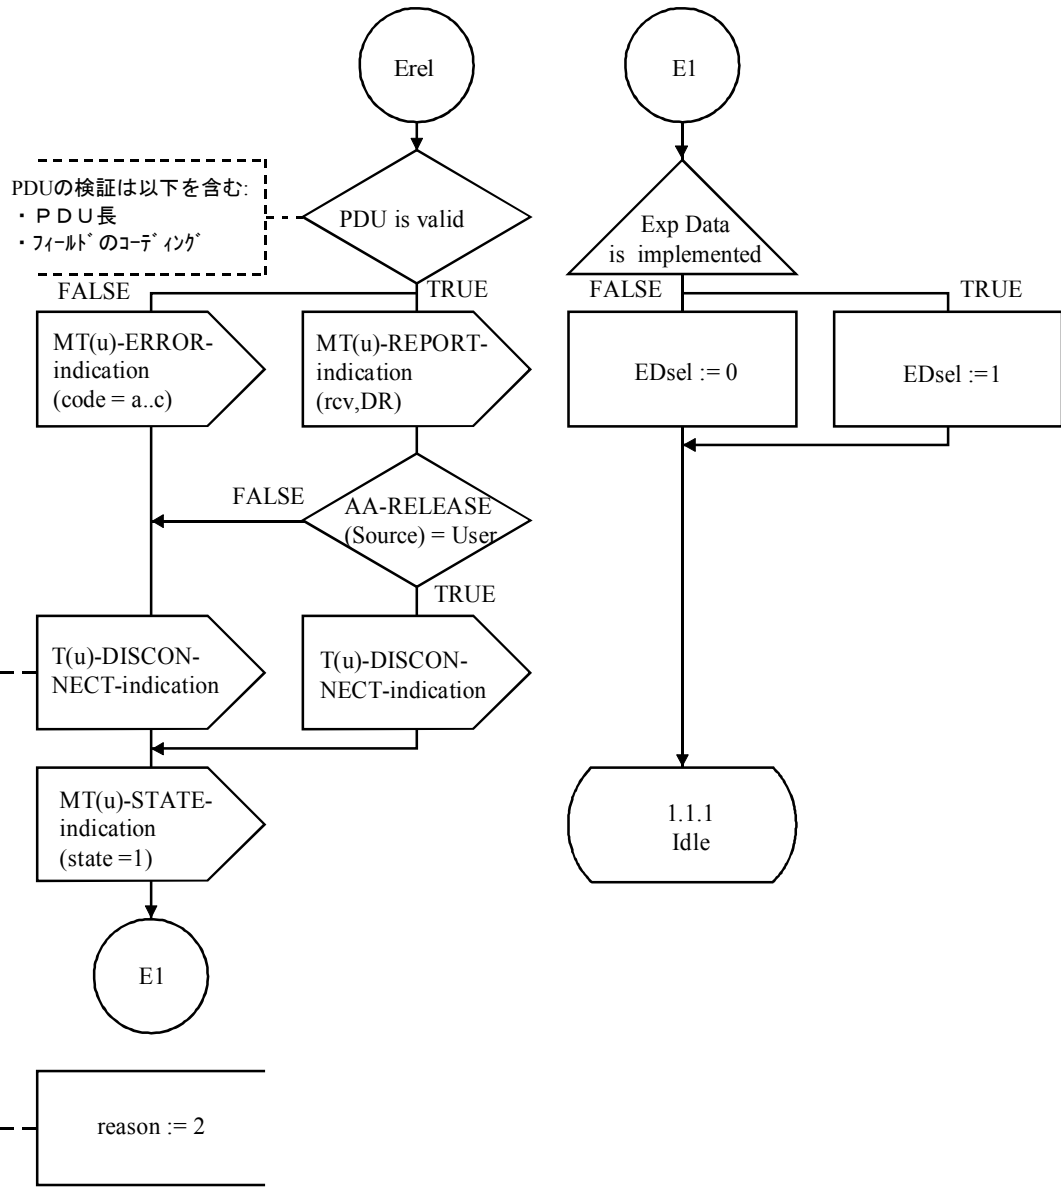 Erel
PDUの検証は以下を含む:
・ＰＤＵ長
・ﾌｨｰﾙﾄﾞのｺｰﾃﾞｨﾝｸﾞ
PDU is valid
FALSE
TRUE
MT(u)-ERROR-
indication
(code = a..c)
MT(u)-REPORT-
indication
(rcv,DR)
FALSE
AA-RELEASE
(Source) = User
TRUE
T(u)-DISCON-
NECT-indication
T(u)-DISCON-
NECT-indication
MT(u)-STATE-
indication
(state =1)
E1
reason := 2
E1
Exp Data
is implemented
FALSE
TRUE
EDsel := 0
EDsel :=1
1.1.1
Idle